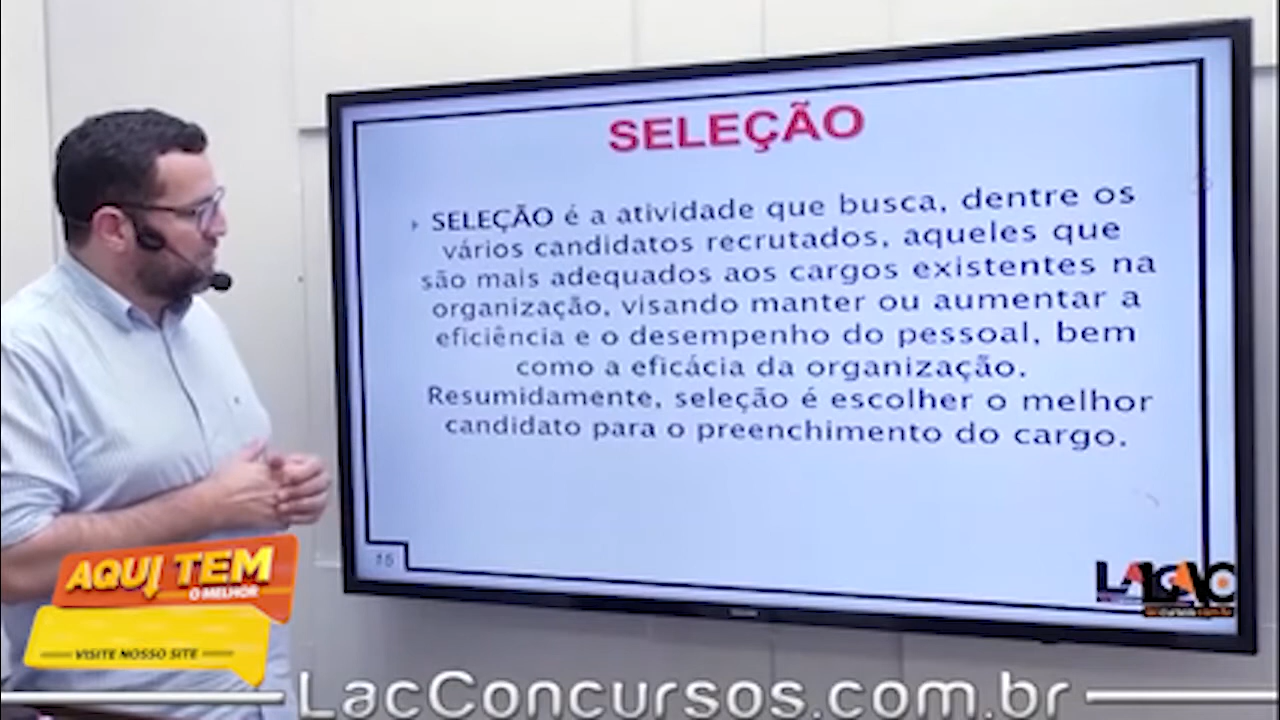 SELEÇÃO
SELEÇÃO é a atividade que busca, dentre os
vários candidatos recrutados, aqueles que
são mais adequados aos cargos existentes na
organização, visando manter ou aumentar a
eficiência e o desempenho do pessoal, bem
como a eficácia da organização.
Resumidamente, seleção é escolher o melhor
candidato para o preenchimento do cargo.
15
AQUI TEM
O MELHOR
VISITE NOSSO SITE
LacConcursos.com.br